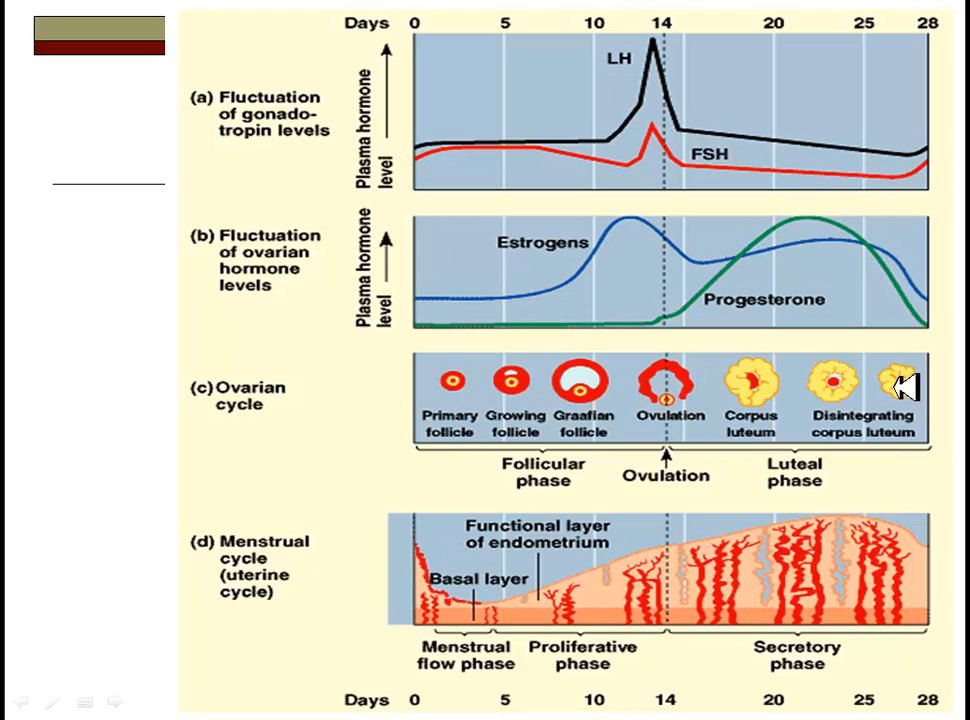 Days 0 5 10 14 20 25 28
(a) Fluctuation
of gonado-
tropin levels
Plasma hormone
level
LH
FSH
(b) Fluctuation
of ovarian
hormone
levels
Plasma hormone
level
Estrogens
Progesterone
(c) Ovarian
cycle
Primary
follicle
Growing
follicle
Graafian
follicle
Ovulation
Corpus
luteum
Disintegrating
corpus luteum
Follicular
phase
Ovulation
Luteal
phase
(d) Menstrual
cycle
(uterine
cycle)
Functional layer
of endometrium
Basal layer
Menstrual
flow phase
Proliferative
phase
Secretory
phase
Days 0 5 10 14 20 25 28